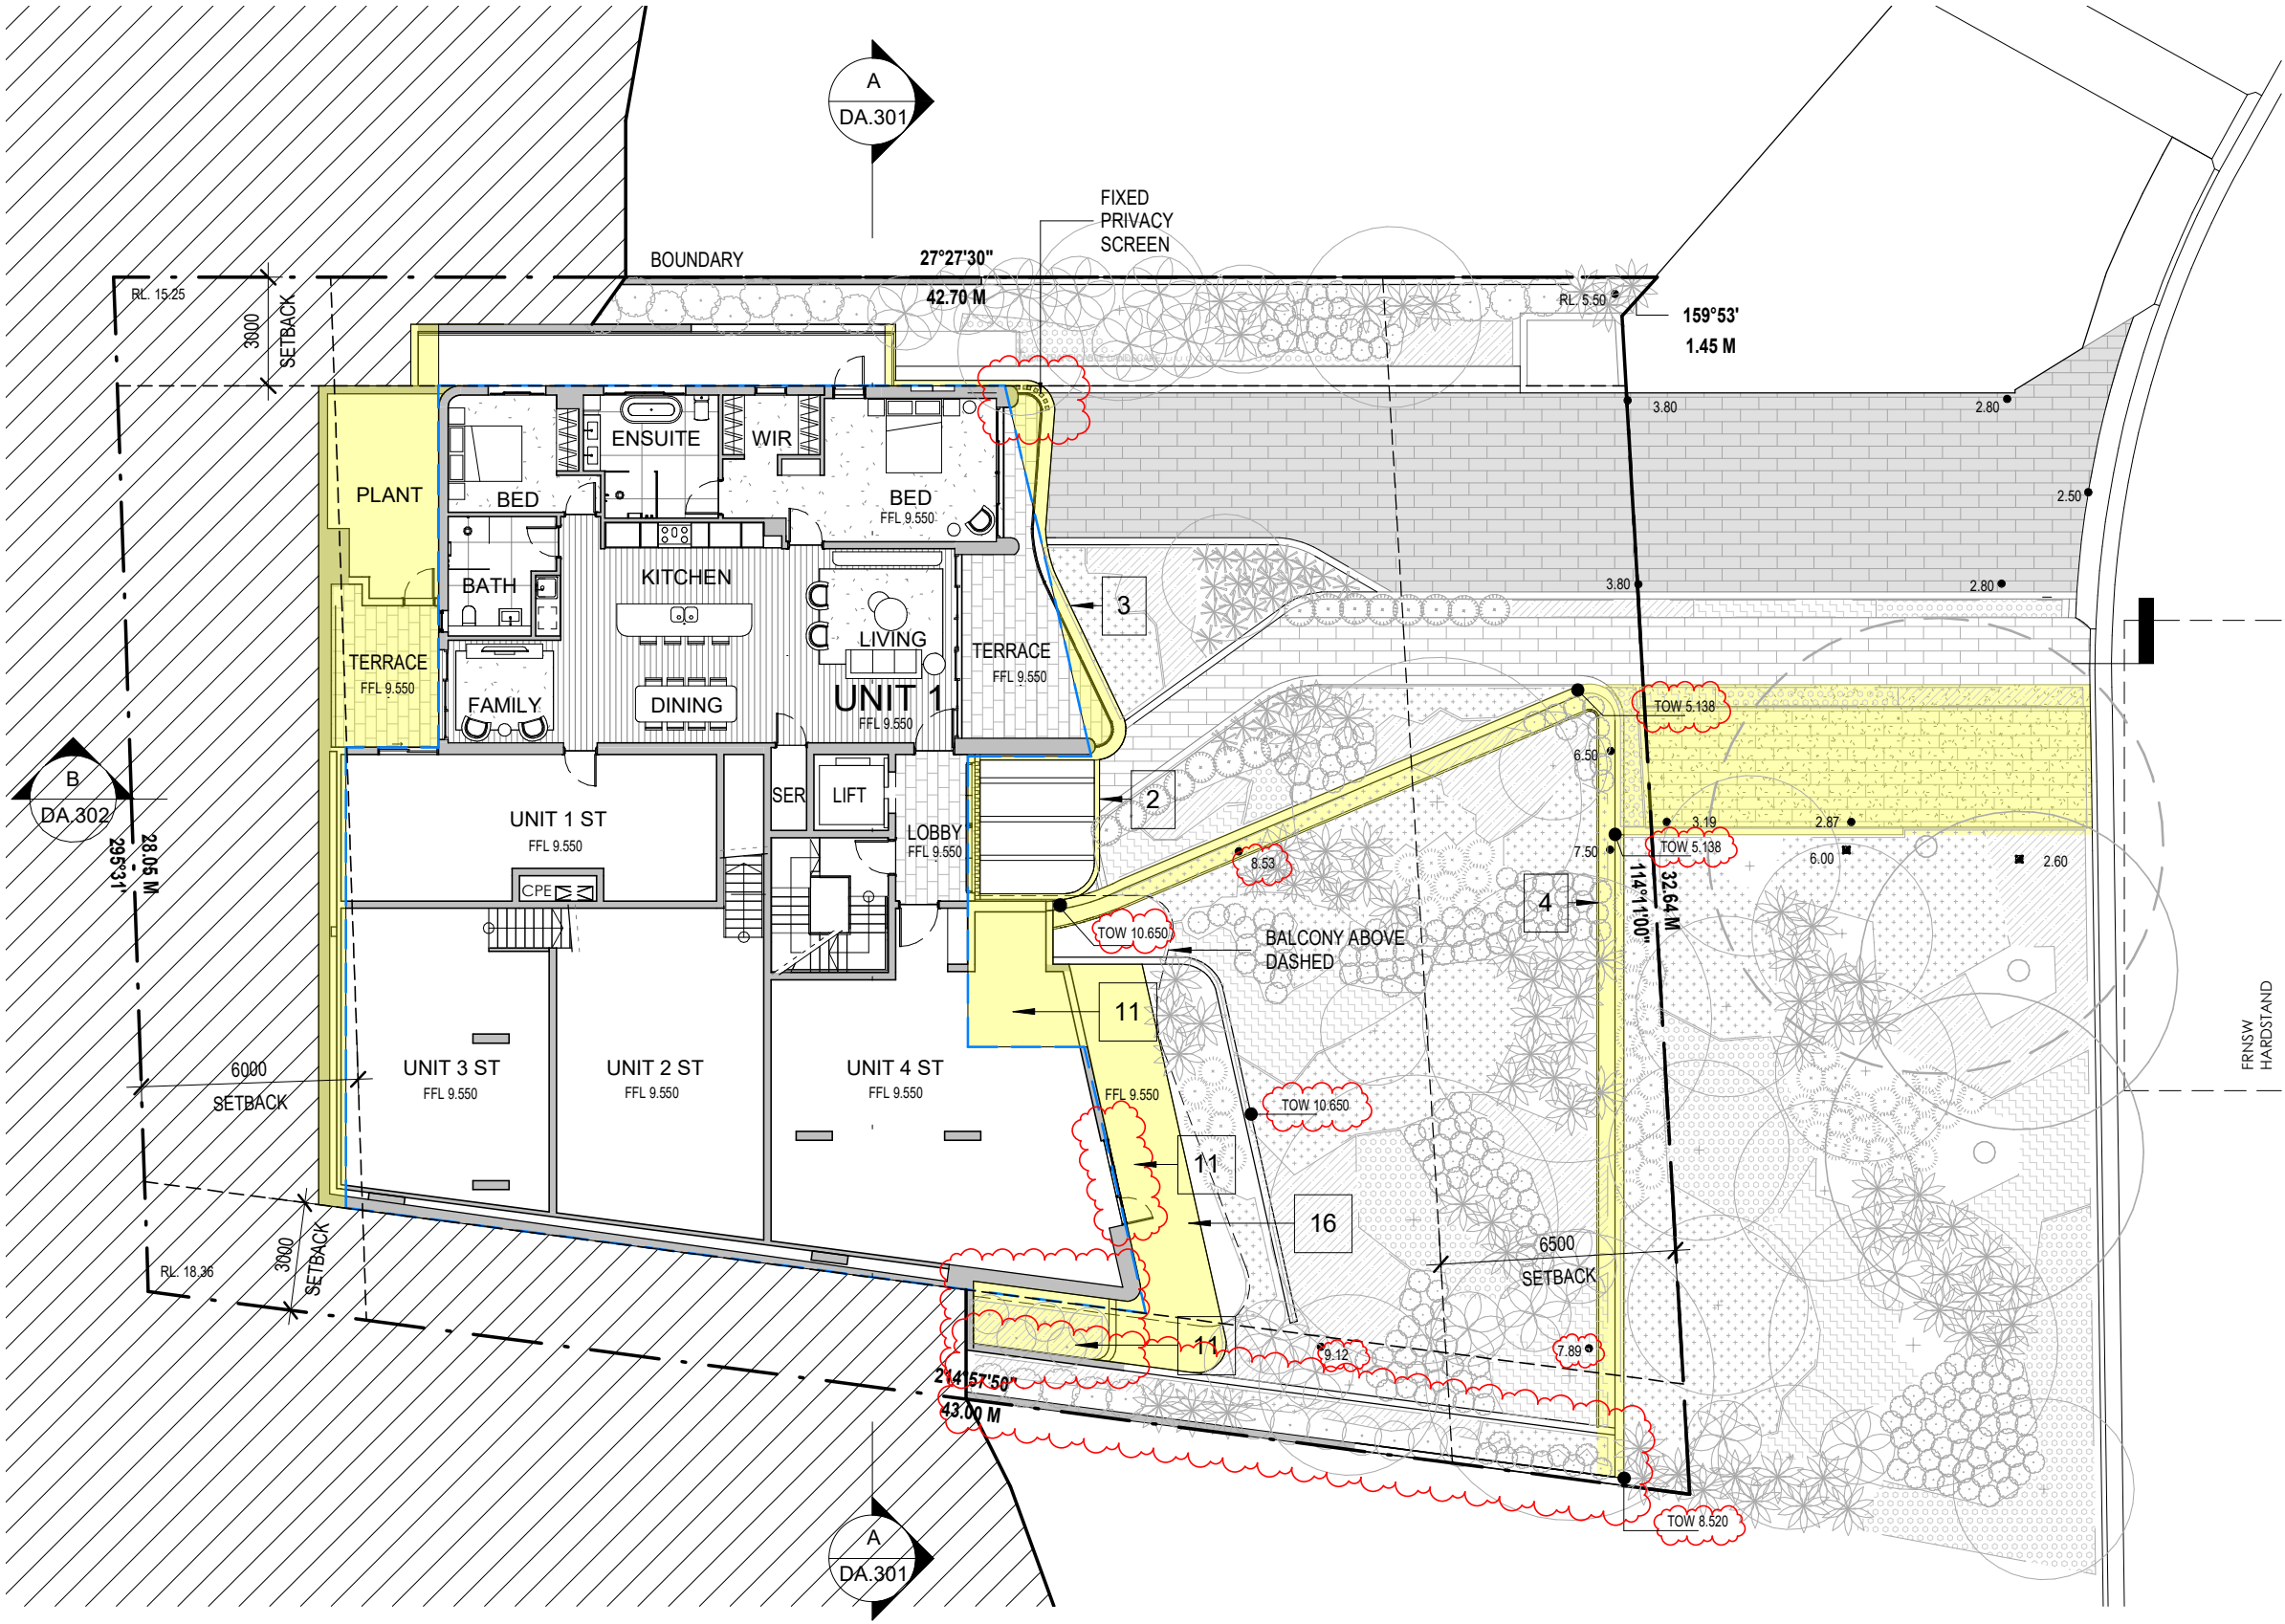 A
DA.301
FIXED
PRIVACY
SCREEN
BOUNDARY
27°27'30"
42.70 M
RL. 15.25
3000
SETBACK
RL. 5.50
159°53'
1.45 M
3.80
2.80
2.50
3.80
2.80
PLANT
BED
ENSUITE
WIR
BED
FFL 9.550
BATH
KITCHEN
LIVING
TERRACE
FFL 9.550
TERRACE
FFL 9.550
FAMILY
DINING
UNIT 1
FFL 9.550
3
2
TOW 5.138
6.50
3.19
2.87
7.50
TOW 5.138
6.00
2.60
B
DA.302
28.05 M
295°31'
UNIT 1 ST
FFL 9.550
SER
LIFT
LOBBY
FFL 9.550
CPE
8.53
4
32.64 M
114°11'00"
TOW 10.650
BALCONY ABOVE
DASHED
11
FRNSW
HARDSTAND
UNIT 3 ST
FFL 9.550
UNIT 2 ST
FFL 9.550
UNIT 4 ST
FFL 9.550
FFL 9.550
TOW 10.650
6000
SETBACK
11
16
6500
SETBACK
3000
SETBACK
RL. 18.36
11
9.12
7.89
214°57'50"
43.00 M
TOW 8.520
A
DA.301